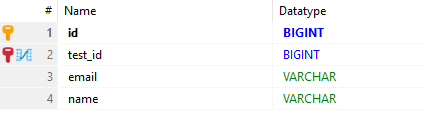 # Name Datatype
1 id BIGINT
2 test_id BIGINT
3 email VARCHAR
4 name VARCHAR